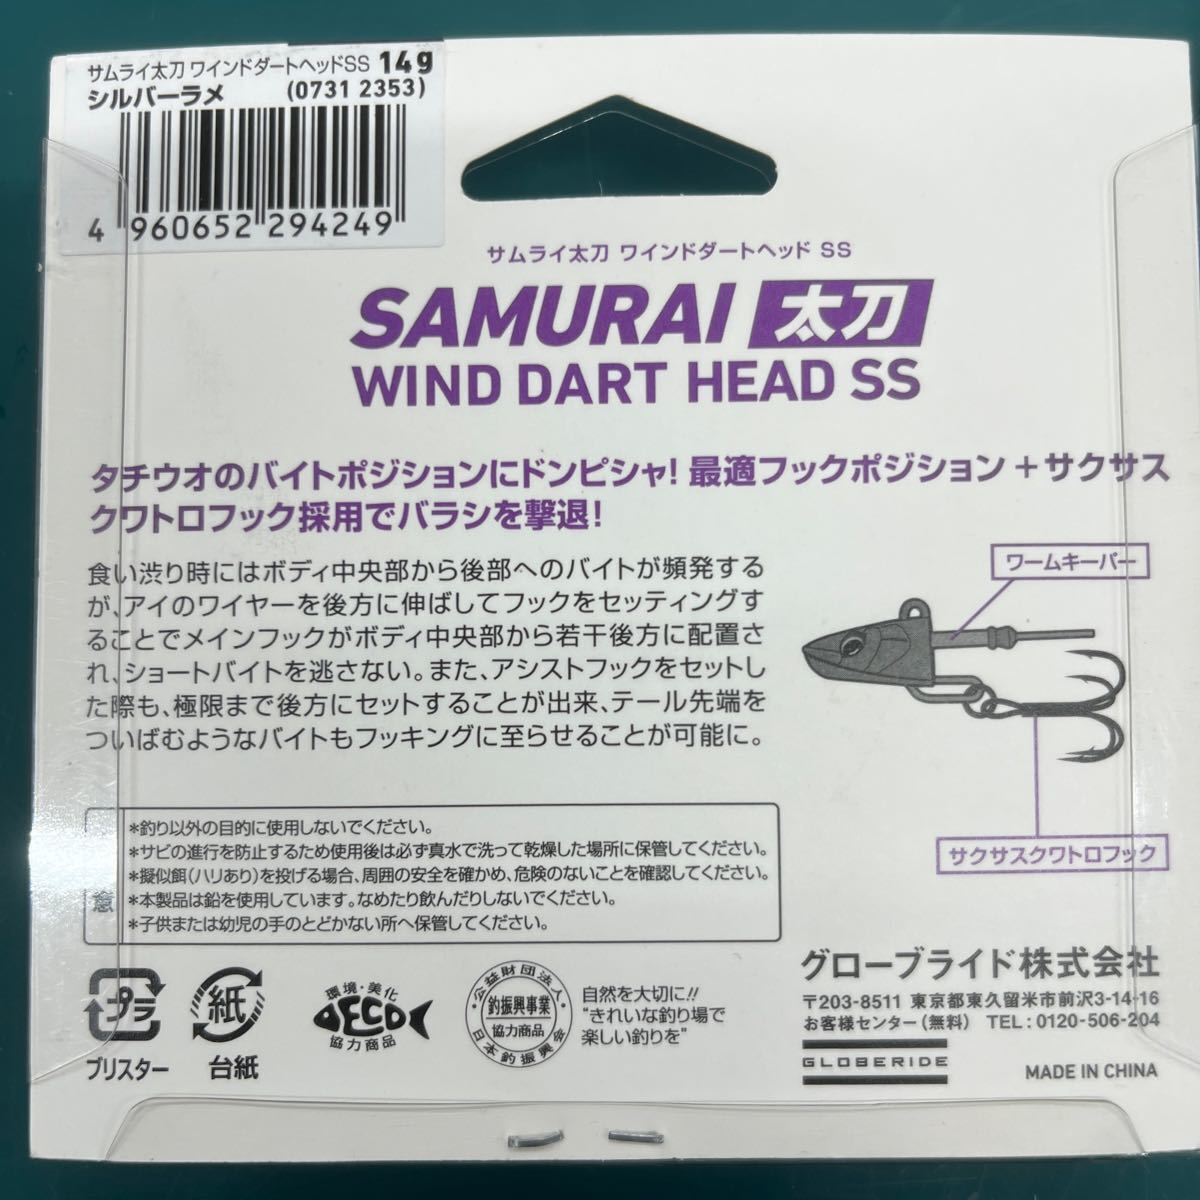 サムライ太刀 ワインドダートヘッドSS 14g
シルバーラメ (0731 2353)
4 960652 294249
サムライ太刀 ワインドダートヘッド SS
SAMURAI 太刀
WIND DART HEAD SS
タチウオのバイトポジションにドンピシャ! 最適フックポジション + サクサス
クワトロフック採用でバラシを撃退!
食い渋り時にはボディ中央部から後部へのバイトが頻発する
が、アイのワイヤーを後方に伸ばしてフックをセッティングす
ることでメインフックがボディ中央部から若干後方に配置さ
れ、ショートバイトを逃さない。また、アシストフックをセットし
た際も、極限まで後方にセットすることが出来、テール先端を
ついばむようなバイトもフッキングに至らせることが可能に。
ワームキーパー
サクサスクワトロフック
意
*釣り以外の目的に使用しないでください。
*サビの進行を防止するため使用後は必ず真水で洗って乾燥した場所に保管してください。
*擬似餌(ハリあり)を投げる場合、周囲の安全を確かめ、危険のないことを確認してください。
*本製品は鉛を使用しています。なめたり飲んだりしないでください。
*子供または幼児の手のとどかない所へ保管してください。
プラ
ブリスター
紙
台紙
環境・美化
ECO
協力商品
公益財団法人
釣振興事業
協力商品
日本釣振興会
自然を大切に!!
"きれいな釣り場で
楽しい釣りを"
グローブライド株式会社
〒203-8511 東京都東久留米市前沢3-14-16
お客様センター(無料) TEL:0120-506-204
GLOBERIDE
MADE IN CHINA